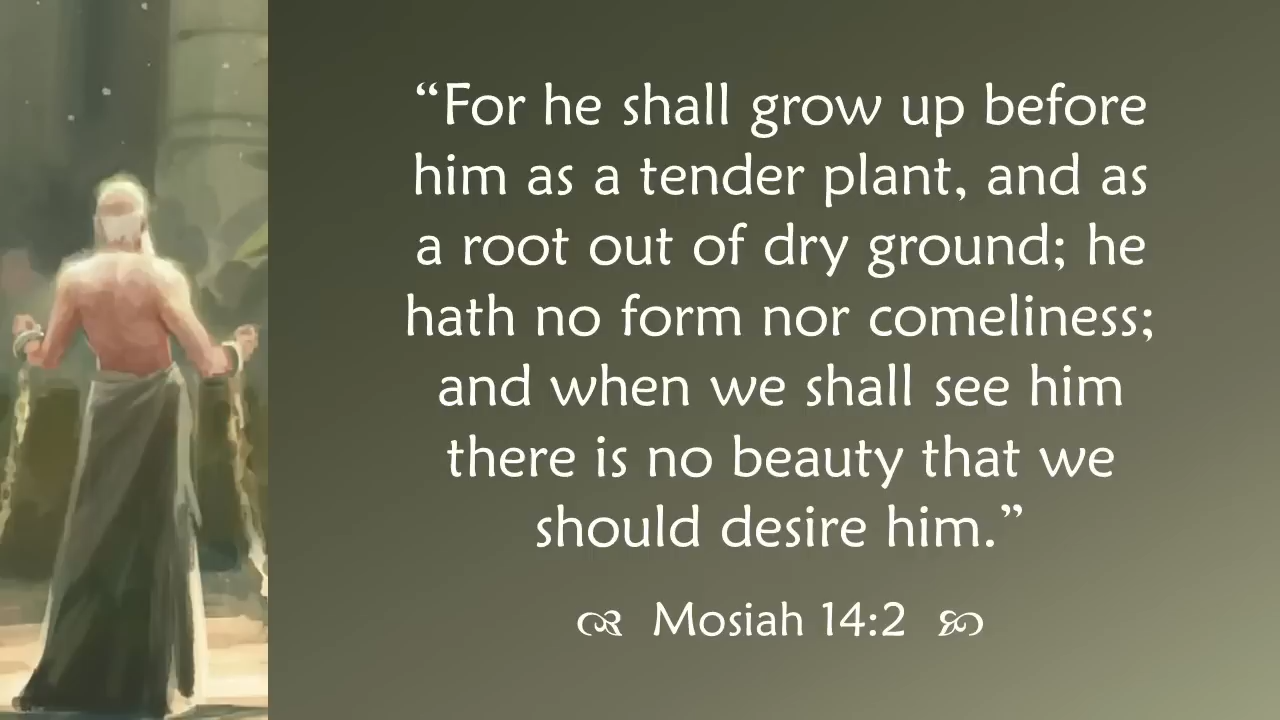 “For he shall grow up before
him as a tender plant, and as
a root out of dry ground; he
hath no form nor comeliness;
and when we shall see him
there is no beauty that we
should desire him.”
Mosiah 14:2